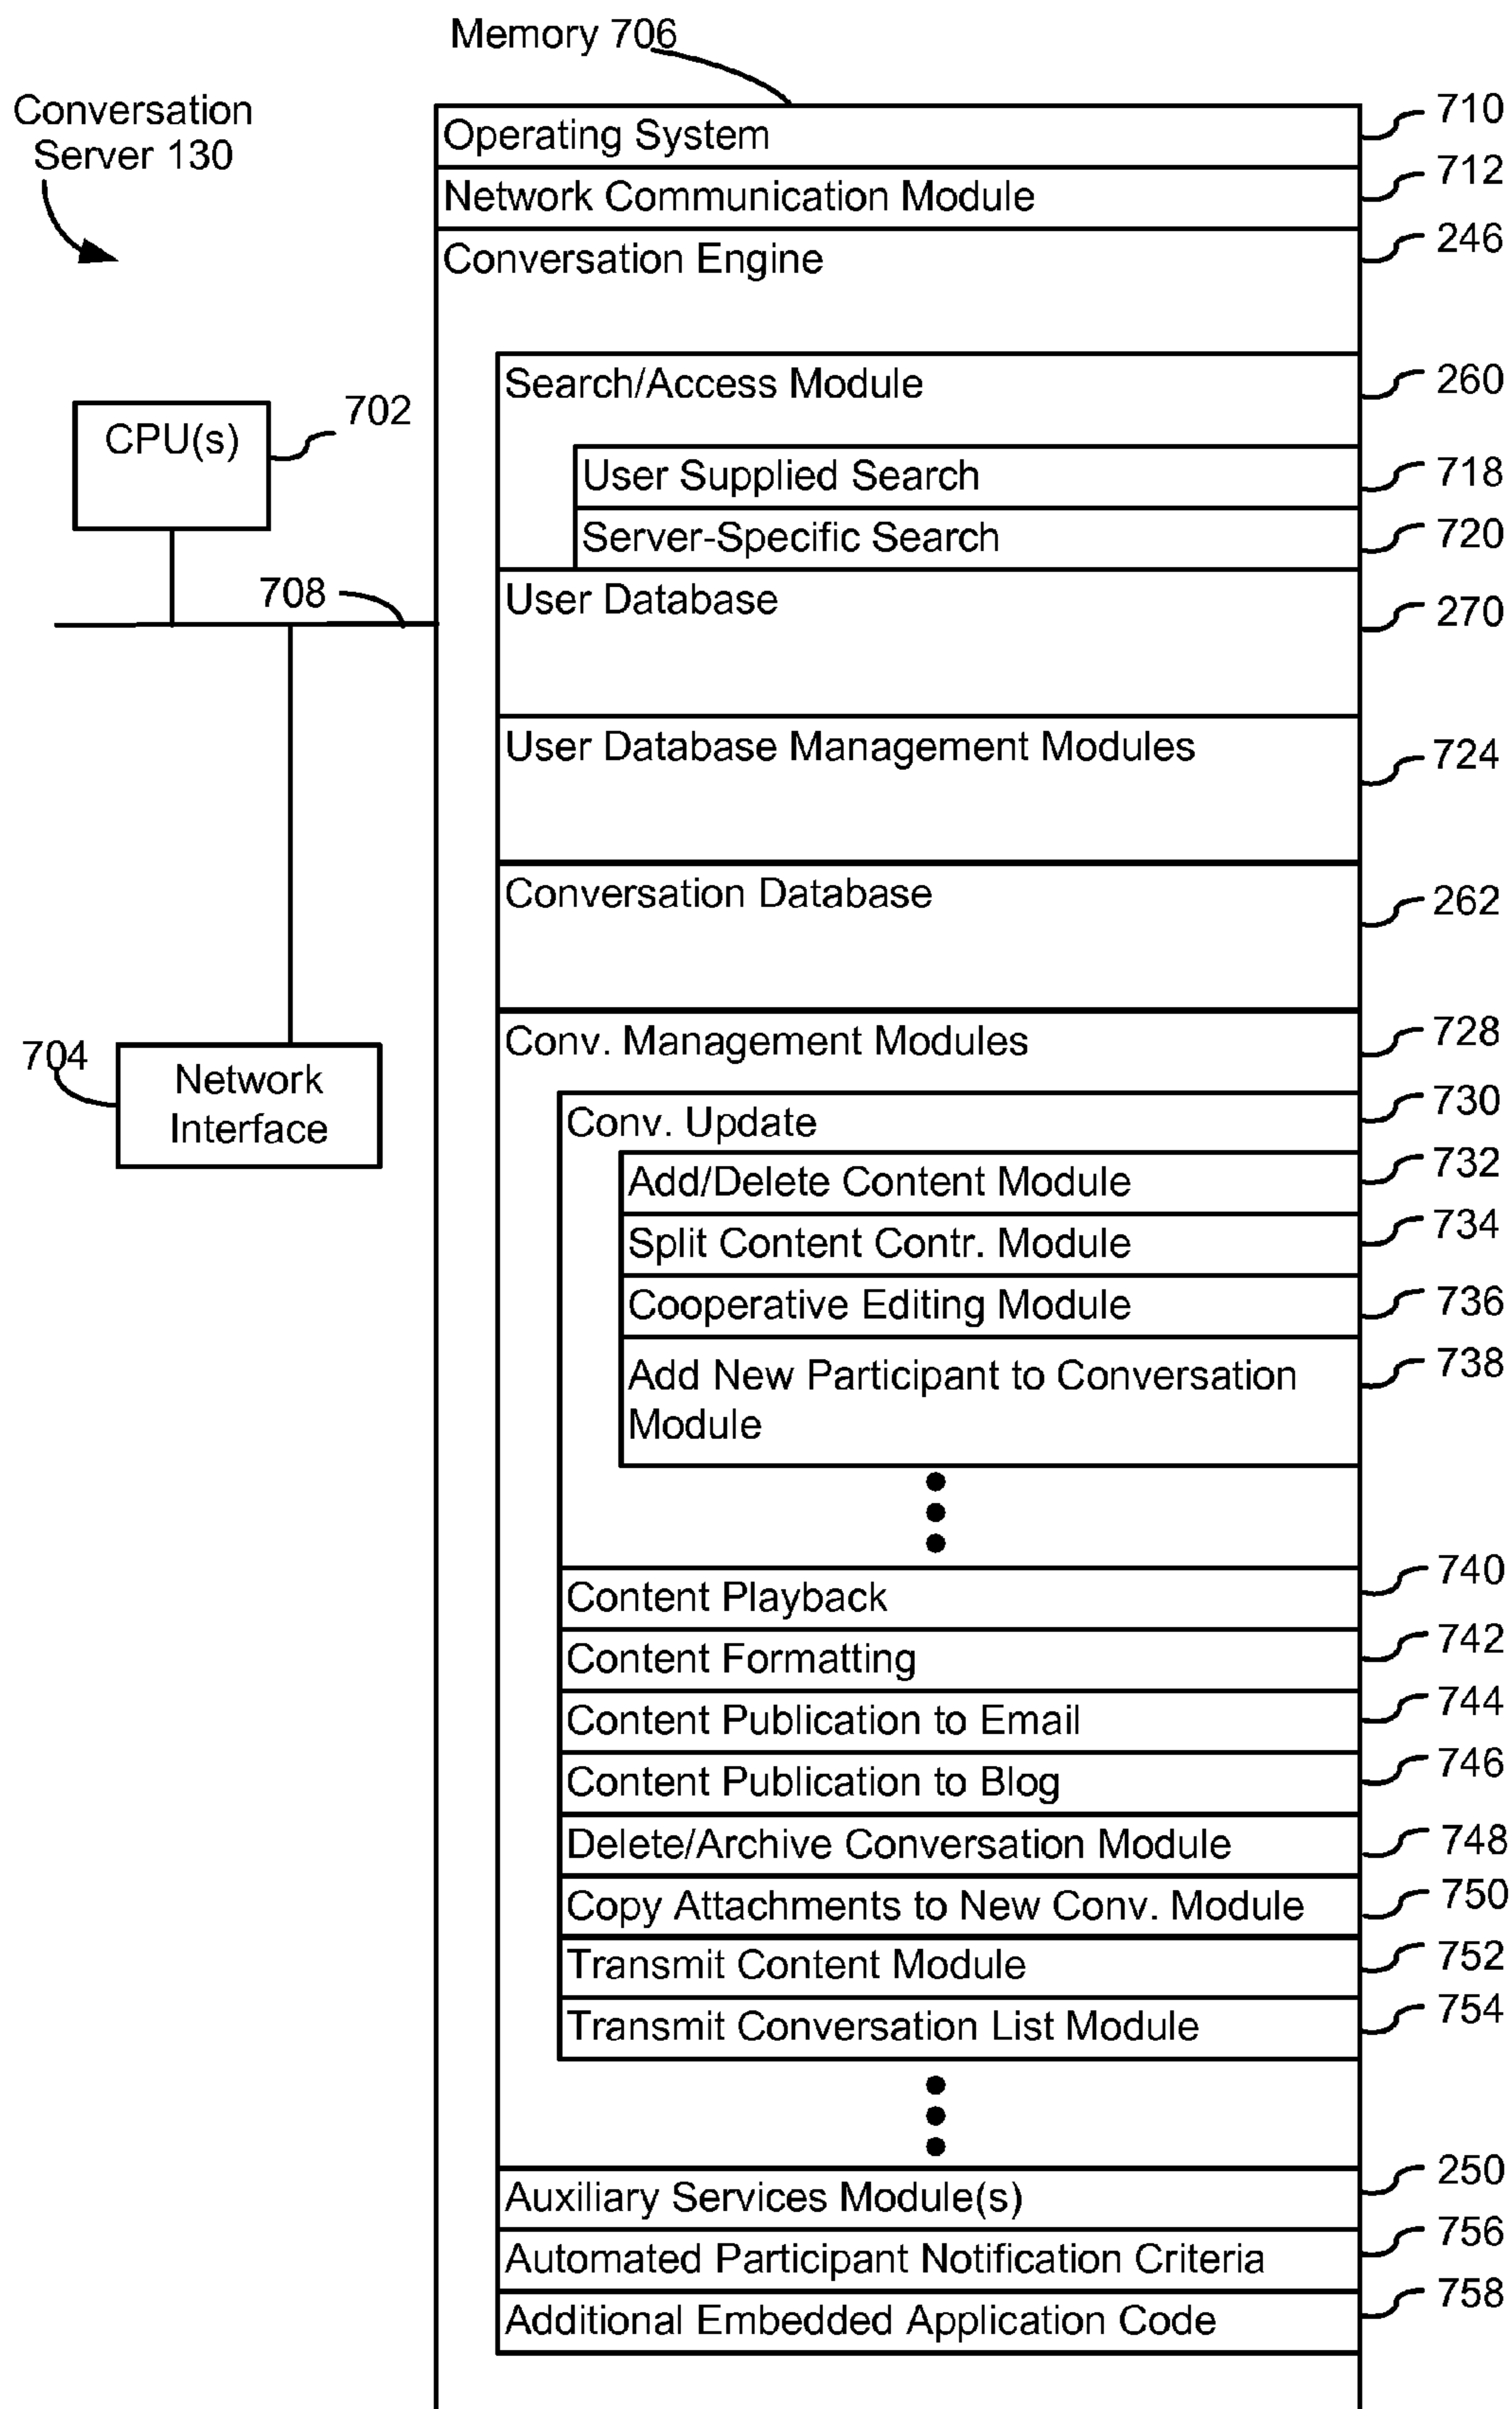 Memory 706
Conversation
Server 130
Operating System 710
Network Communication Module 712
Conversation Engine 246
Search/Access Module 260
CPU(s) 702
User Supplied Search 718
Server-Specific Search 720
708
User Database 270
User Database Management Modules 724
Conversation Database 262
Conv. Management Modules 728
704
Network
Interface
Conv. Update 730
Add/Delete Content Module 732
Split Content Contr. Module 734
Cooperative Editing Module 736
Add New Participant to Conversation 738
Module
Content Playback 740
Content Formatting 742
Content Publication to Email 744
Content Publication to Blog 746
Delete/Archive Conversation Module 748
Copy Attachments to New Conv. Module 750
Transmit Content Module 752
Transmit Conversation List Module 754
Auxiliary Services Module(s) 250
Automated Participant Notification Criteria 756
Additional Embedded Application Code 758